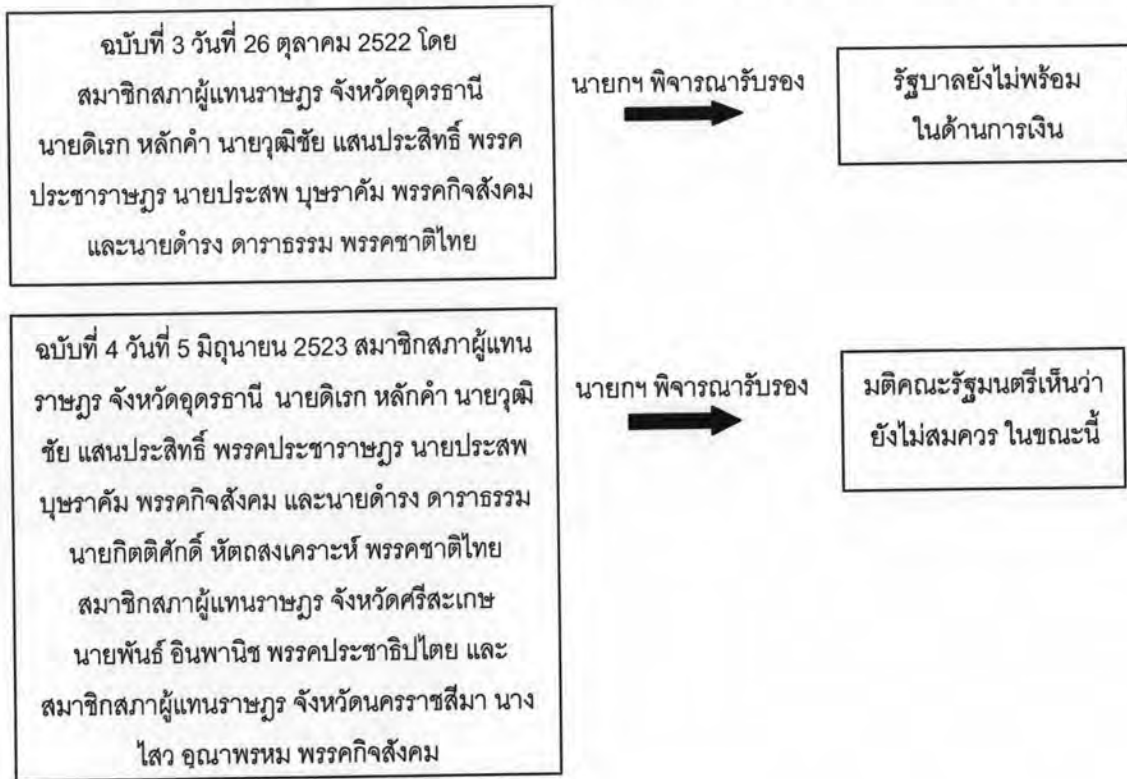 ฉบับที่ 3 วันที่ 26 ตุลาคม 2522 โดย
สมาชิกสภาผู้แทนราษฎร จังหวัดอุดรธานี
นายดิเรก หลักคำ นายวุฒิชัย แสนประสิทธิ์ พรรค
ประชาราษฎร นายประสพ บุษราคัม พรรคกิจสังคม
และนายดำรง ดาราธรรม พรรคชาติไทย
นายกฯ พิจารณารับรอง
รัฐบาลยังไม่พร้อม
ในด้านการเงิน
ฉบับที่ 4 วันที่ 5 มิถุนายน 2523 สมาชิกสภาผู้แทน
ราษฎร จังหวัดอุดรธานี นายดิเรก หลักคำ นายวุฒิ
ชัย แสนประสิทธิ์ พรรคประชาราษฎร นายประสพ
บุษราคัม พรรคกิจสังคม และนายดำรง ดาราธรรม
นายกิตติศักดิ์ หัตถสงเคราะห์ พรรคชาติไทย
สมาชิกสภาผู้แทนราษฎร จังหวัดศรีสะเกษ
นายพันธ์ อินพานิช พรรคประชาธิปไตย และ
สมาชิกสภาผู้แทนราษฎร จังหวัดนครราชสีมา นาง
ไสว อุณาพรหม พรรคกิจสังคม
นายกฯ พิจารณารับรอง
มติคณะรัฐมนตรีเห็นว่า
ยังไม่สมควร ในขณะนี้